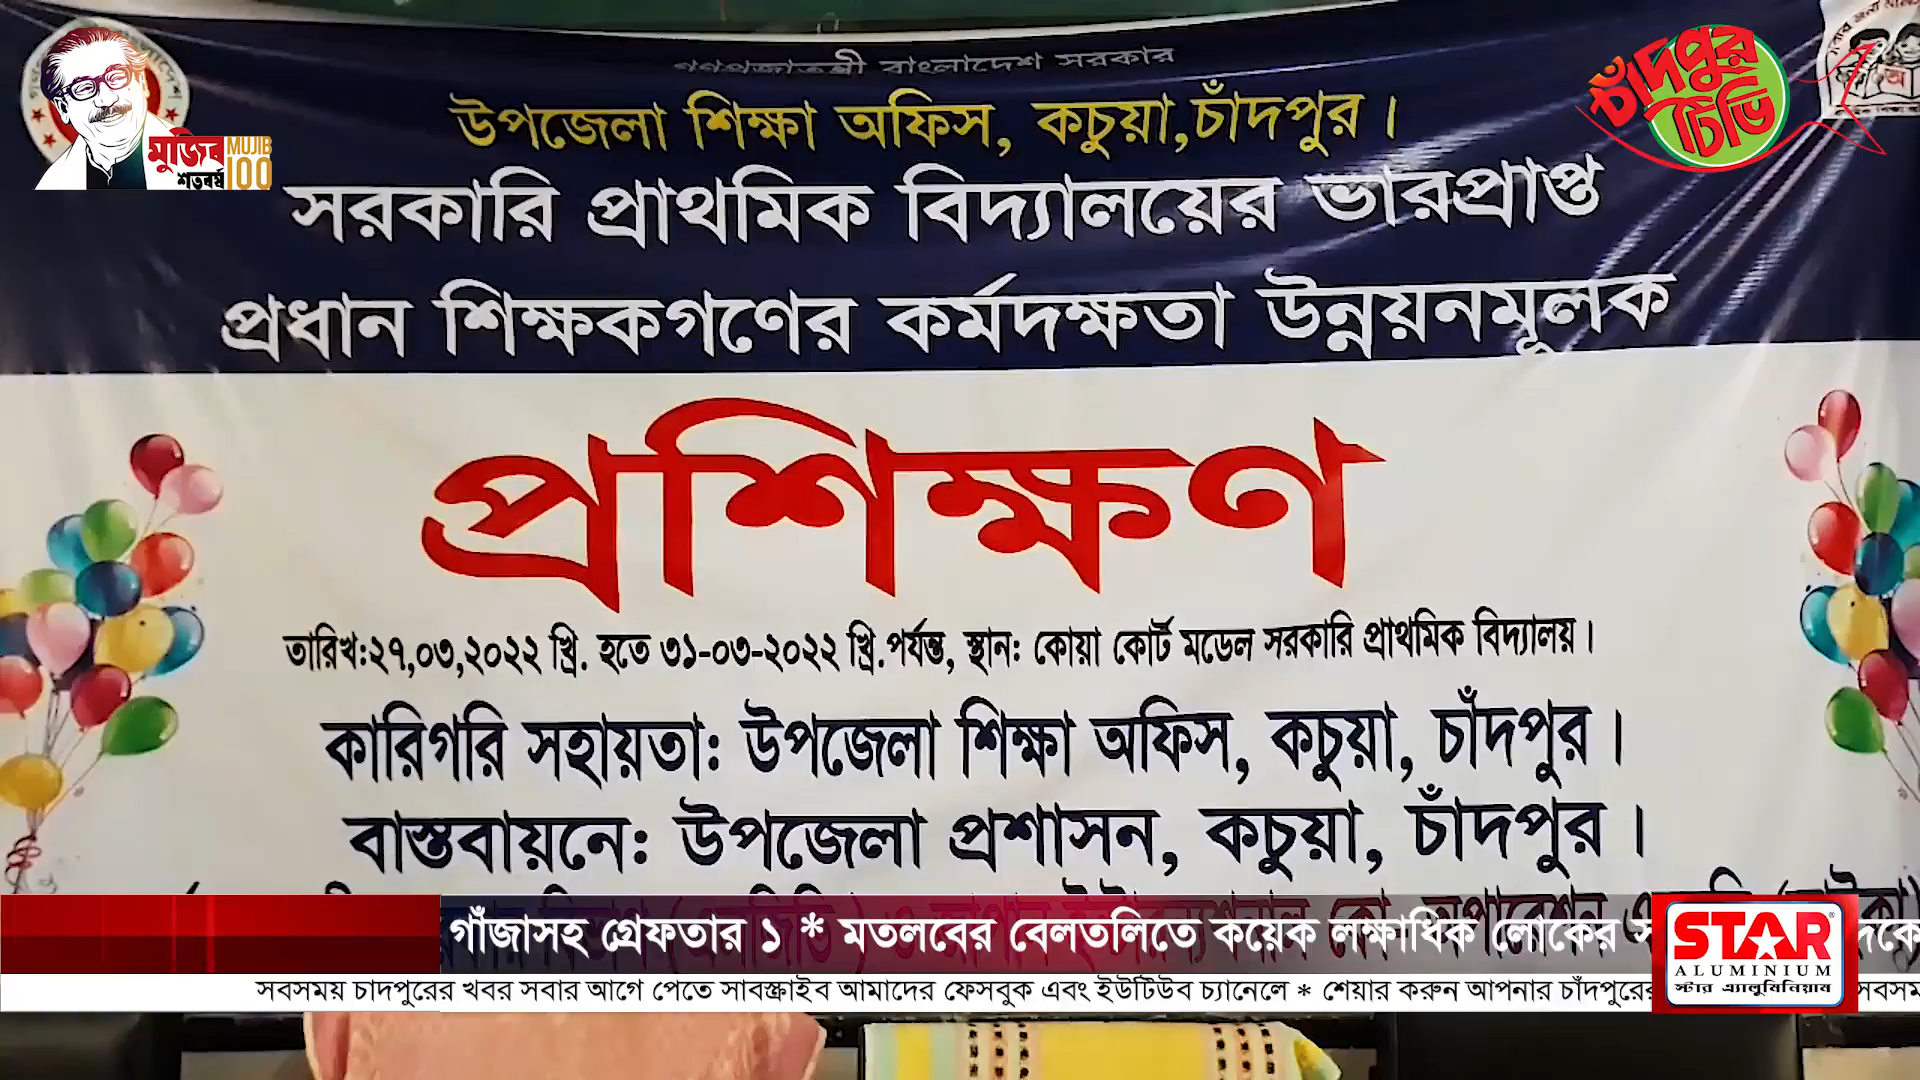 গণপ্রজাতন্ত্রী বাংলাদেশ সরকার
উপজেলা শিক্ষা অফিস, কচুয়া,চাঁদপুর।
সরকারি প্রাথমিক বিদ্যালয়ের ভারপ্রাপ্ত
প্রধান শিক্ষকগণের কর্মদক্ষতা উন্নয়নমূলক
প্রশিক্ষণ
তারিখ:২৭,০৩,২০২২ খ্রি. হতে ৩১-০৩-২০২২ খ্রি.পর্যন্ত, স্থান: কোয়া কোর্ট মডেল সরকারি প্রাথমিক বিদ্যালয়।
কারিগরি সহায়তা: উপজেলা শিক্ষা অফিস, কচুয়া, চাঁদপুর।
বাস্তবায়নে: উপজেলা প্রশাসন, কচুয়া, চাঁদপুর।
মুজিব
শতবর্ষ
MUJIB
100
চাঁদপুর
টিভি
গাঁজাসহ গ্রেফতার ১ * মতলবের বেলতলিতে কয়েক লক্ষাধিক লোকের
সবসময় চাদপুরের খবর সবার আগে পেতে সাবস্ক্রাইব আমাদের ফেসবুক এবং ইউটিউব চ্যানেলে * শেয়ার করুন আপনার চাঁদপুরের
STAR
ALUMINIUM
স্টার এ্যালুবিনিয়াব